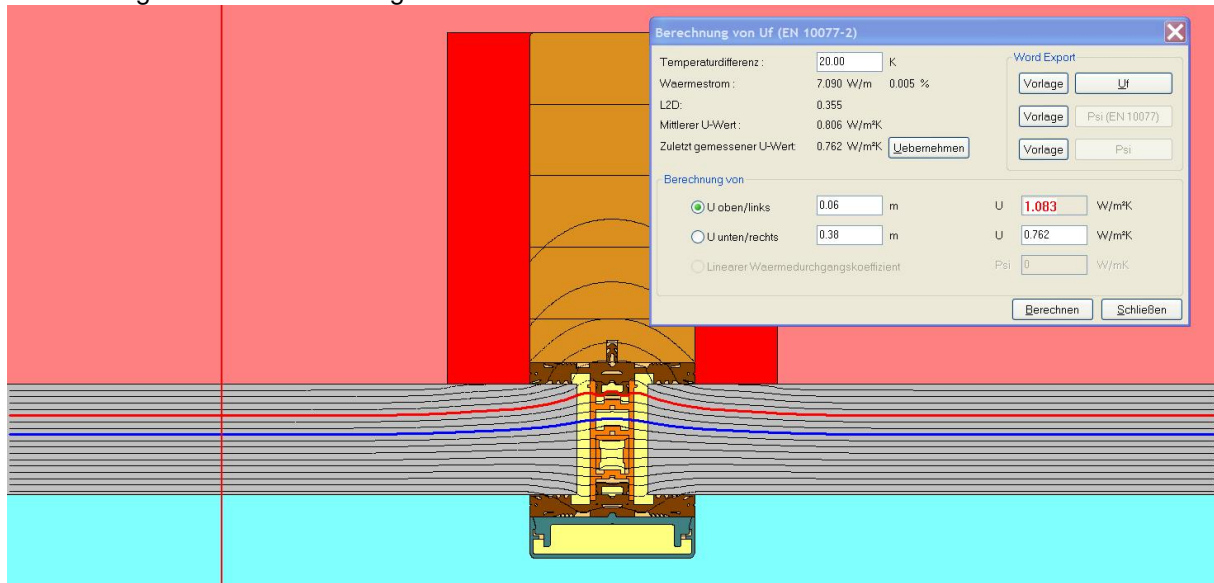 Berechnung von Uf (EN 10077-2)
Temperaturdifferenz : 20.00 K
Waermestrom : 7.090 W/m 0.005 %
L2D: 0.355
Mittlerer U-Wert : 0.806 W/m²K
Zuletzt gemessener U-Wert 0.762 W/m²K Uebernehmen
Word Export
Vorlage Uf
Vorlage Psi (EN 10077)
Vorlage Psi
Berechnung von
U oben/links 0.06 m U 1.083 W/m²K
U unten/rechts 0.38 m U 0.762 W/m²K
Linearer Waermedurchgangskoeffizient Psi 0 W/mK
Berechnen Schließen